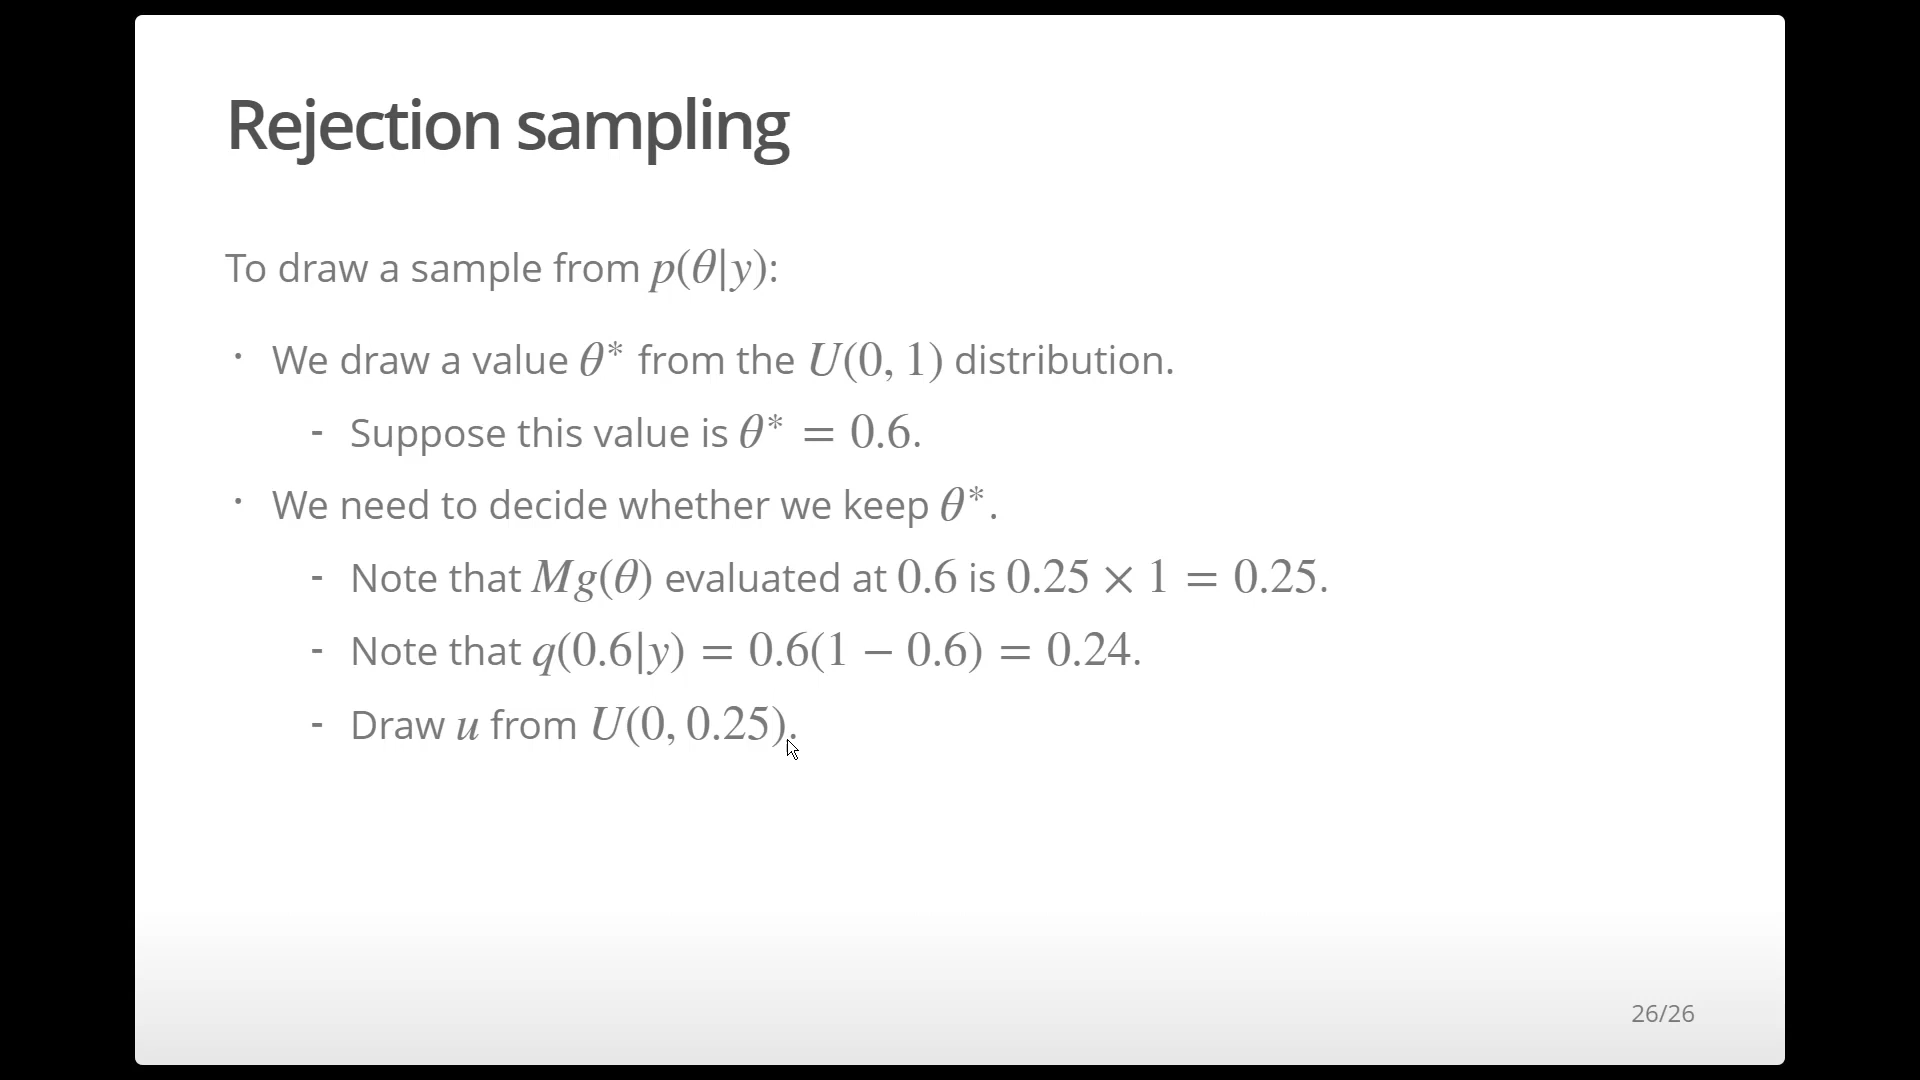 Rejection sampling
To draw a sample from p(θ|y):
· We draw a value θ* from the U(0, 1) distribution.
- Suppose this value is θ* = 0.6.
· We need to decide whether we keep θ*.
- Note that Mg(θ) evaluated at 0.6 is 0.25 × 1 = 0.25.
- Note that q(0.6|y) = 0.6(1 − 0.6) = 0.24.
- Draw u from U(0, 0.25).
26/26